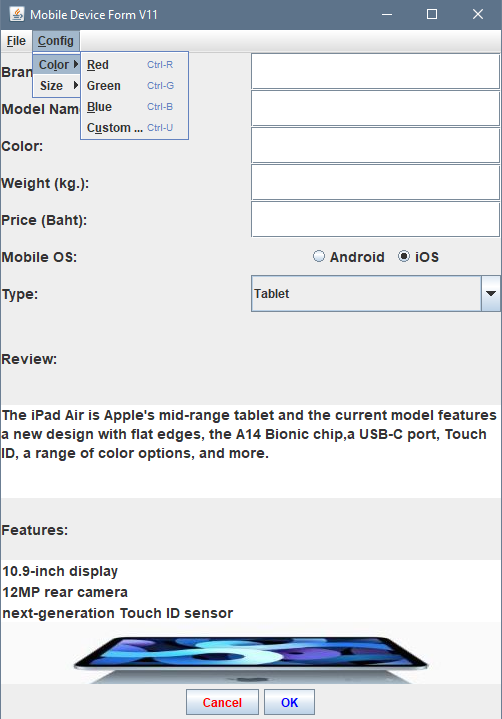 Mobile Device Form V11
File Config
Color
Size
Red Ctrl-R
Green Ctrl-G
Blue Ctrl-B
Custom ... Ctrl-U
Bran
Model Nam
Color:
Weight (kg.):
Price (Baht):
Mobile OS: Android iOS
Type: Tablet
Review:
The iPad Air is Apple's mid-range tablet and the current model features
a new design with flat edges, the A14 Bionic chip,a USB-C port, Touch
ID, a range of color options, and more.
Features:
10.9-inch display
12MP rear camera
next-generation Touch ID sensor
Cancel OK